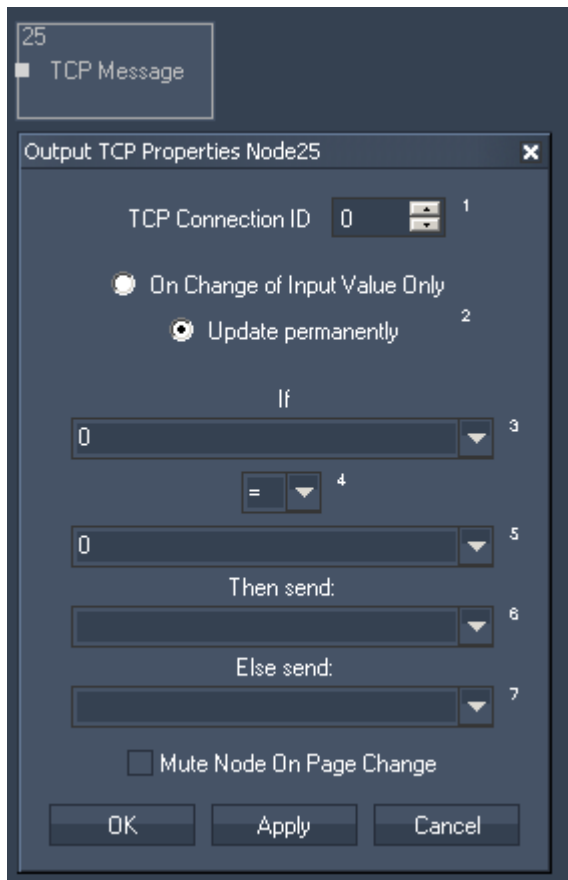 25
TCP Message
Output TCP Properties Node25
TCP Connection ID 0 1
On Change of Input Value Only
Update permanently 2
If
0 3
= 4
0 5
Then send:
6
Else send:
7
Mute Node On Page Change
OK Apply Cancel